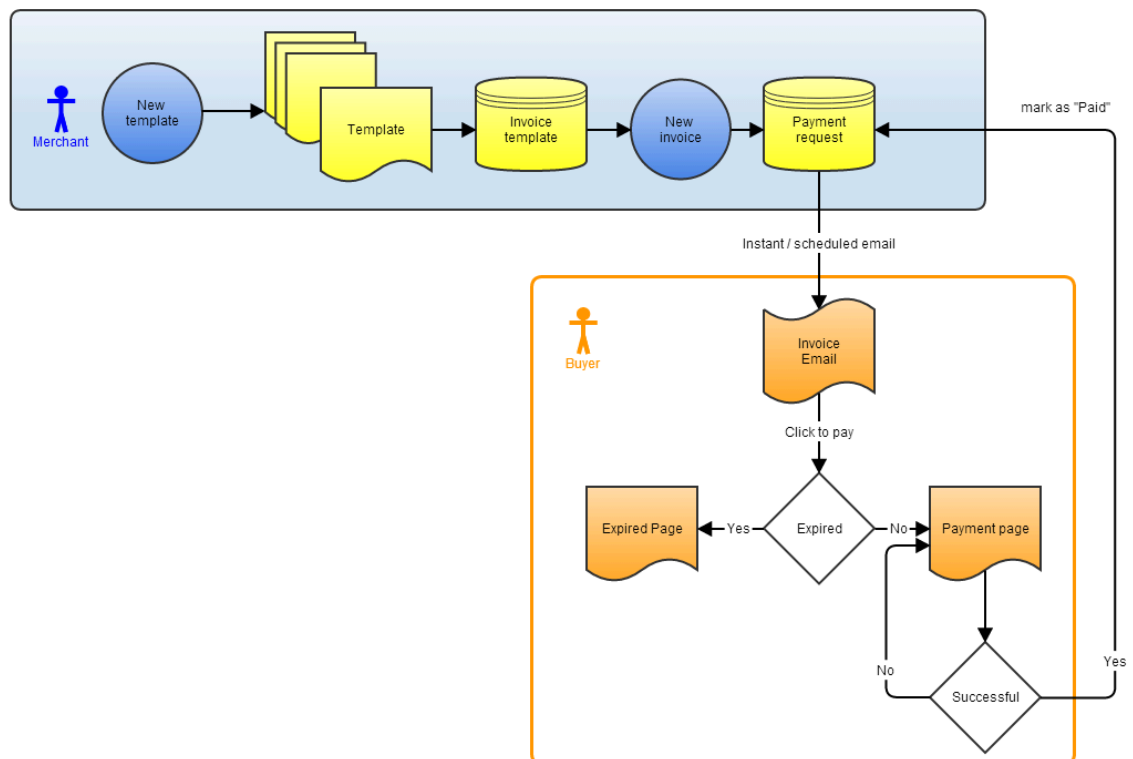 Merchant
New
template
Template
Invoice
template
New
invoice
Payment
request
mark as "Paid"
Instant / scheduled email
Buyer
Invoice
Email
Click to pay
Expired Page
Yes
Expired
No
Payment page
No
Successful
Yes